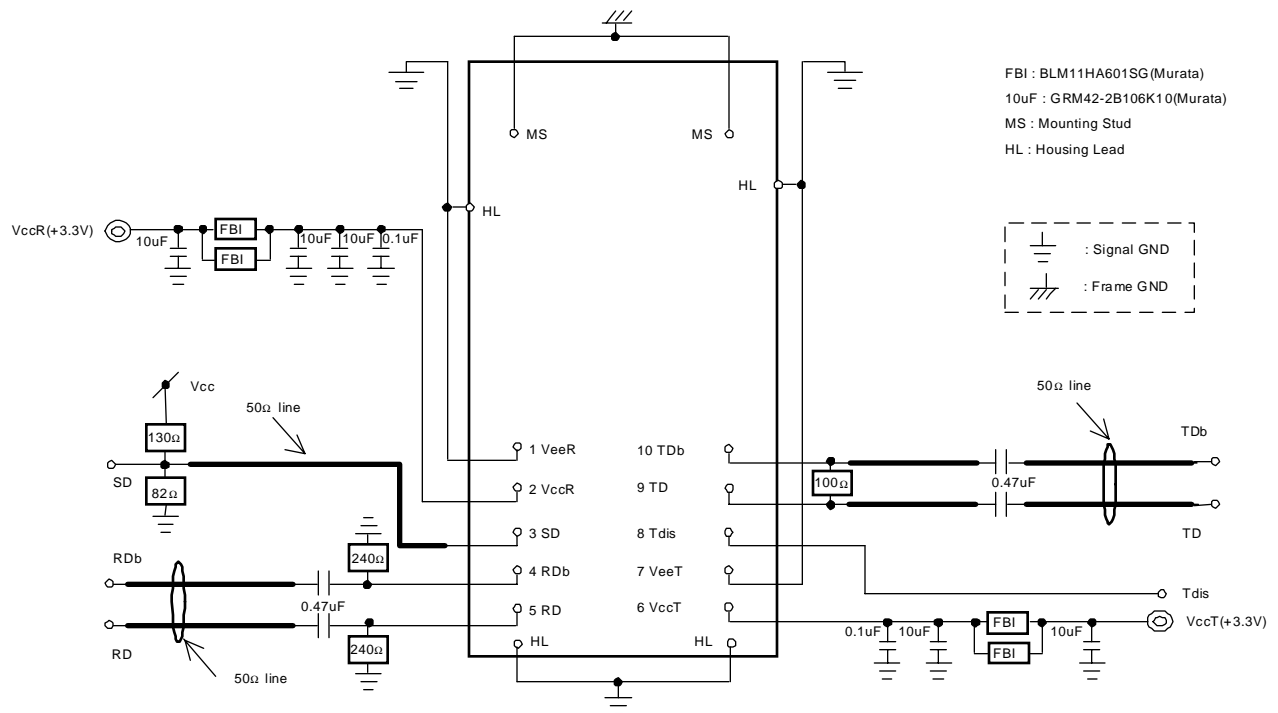 FBI : BLM11HA601SG(Murata)
10uF : GRM42-2B106K10(Murata)
MS : Mounting Stud
HL : Housing Lead
MS
MS
HL
HL
VccR(+3.3V)
10uF
FBI
FBI
10uF
10uF
0.1uF
: Signal GND
: Frame GND
Vcc
50Ω line
130Ω
SD
82Ω
1 VeeR
2 VccR
3 SD
4 RDb
5 RD
HL
10 TDb
9 TD
8 Tdis
7 VeeT
6 VccT
HL
50Ω line
TDb
100Ω
0.47uF
TD
RDb
240Ω
0.47uF
RD
240Ω
50Ω line
Tdis
0.1uF
10uF
FBI
FBI
10uF
VccT(+3.3V)